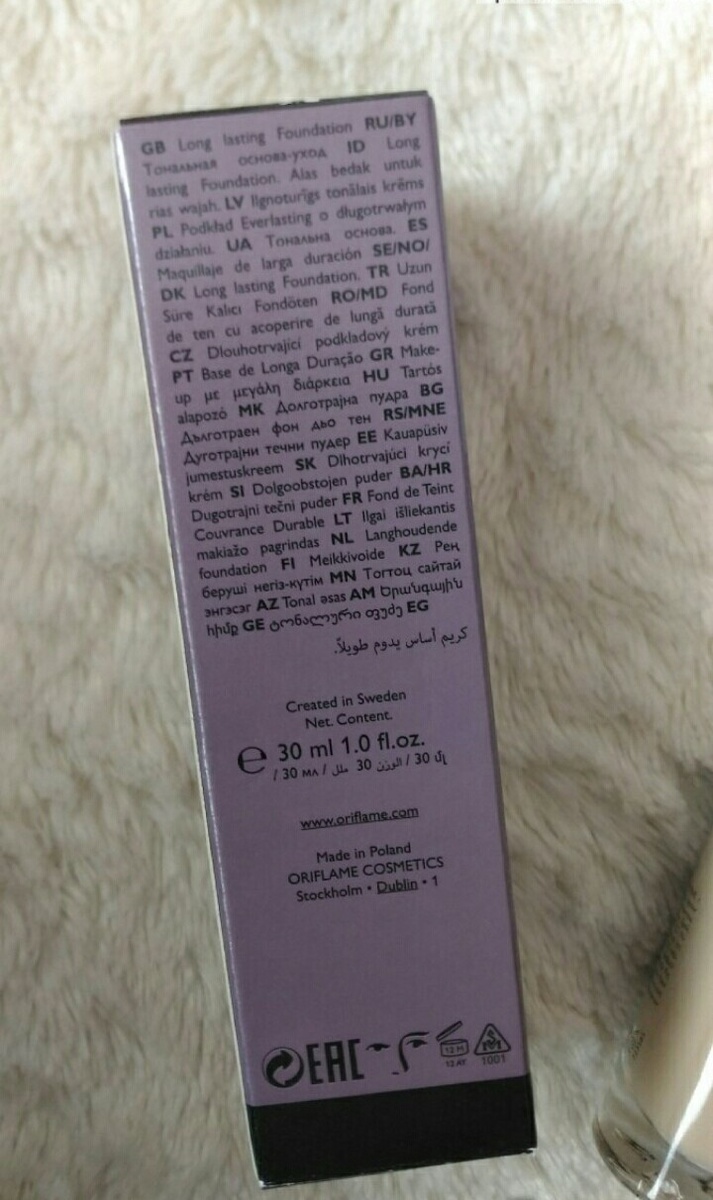 GB Long lasting Foundation RU/BY
Тональная основа-уход ID Long
lasting Foundation. Alas bedak untuk
rias wajah. LV Ilgnoturīgs tonālais krēms
PL Podkład Everlasting o długotrwałym
działaniu. UA Тональна основа. ES
Maquillaje de larga duración SE/NO/
DK Long lasting Foundation. TR Uzun
Süre Kalıcı Fondöten RO/MD Fond
de ten cu acoperire de lungă durată
CZ Dlouhotrvající podkladový krém
PT Base de Longa Duração GR Make-
up με μεγάλη διάρκεια HU Tartós
alapozó MK Долготрајна пудра BG
Дълготраен фон дьо тен RS/MNE
Дуготрајни течни пудер EE Kauapüsiv
jumestuskreem SK Dlhotrvajúci krycí
krém SI Dolgoobstojen puder BA/HR
Dugotrajni tečni puder FR Fond de Teint
Couvrance Durable LT Ilgai išliekantis
makiažo pagrindas NL Langhoudende
foundation FI Meikkivoide KZ Рең
беруші негіз-күтім MN Тогтоц сайтай
энгэсэг AZ Tonal əsas AM Երանգային
հիմք GE ტონალური ფუძე EG
كريم أساس يدوم طويلاً.
Created in Sweden
Net. Content.
e 30 ml 1.0 fl.oz.
/ 30 мл / الوزن 30 ملل / 30 մլ
www.oriflame.com
Made in Poland
ORIFLAME COSMETICS
Stockholm • Dublin • 1
EAC 12 M
12 AY 1001